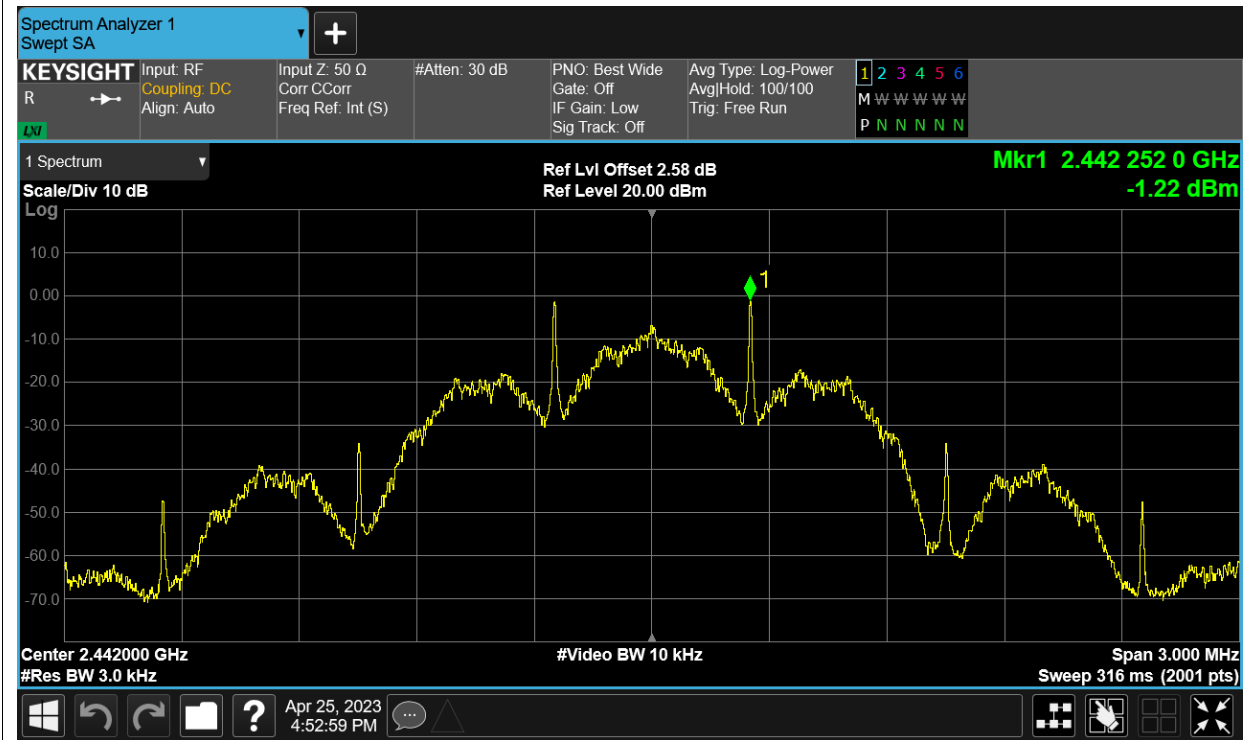 Spectrum Analyzer 1
Swept SA
+
KEYSIGHT
R
LXI
Input: RF
Coupling: DC
Align: Auto
Input Z: 50 Ω
Corr CCorr
Freq Ref: Int (S)
#Atten: 30 dB
PNO: Best Wide
Gate: Off
IF Gain: Low
Sig Track: Off
Avg Type: Log-Power
Avg|Hold: 100/100
Trig: Free Run
1 2 3 4 5 6
M W W W W W
P N N N N N
1 Spectrum
Scale/Div 10 dB
Log
Ref Lvl Offset 2.58 dB
Ref Level 20.00 dBm
Mkr1 2.442 252 0 GHz
-1.22 dBm
10.0
0.00
-10.0
-20.0
-30.0
-40.0
-50.0
-60.0
-70.0
1
Center 2.442000 GHz
#Res BW 3.0 kHz
#Video BW 10 kHz
Span 3.000 MHz
Sweep 316 ms (2001 pts)
?
Apr 25, 2023
4:52:59 PM